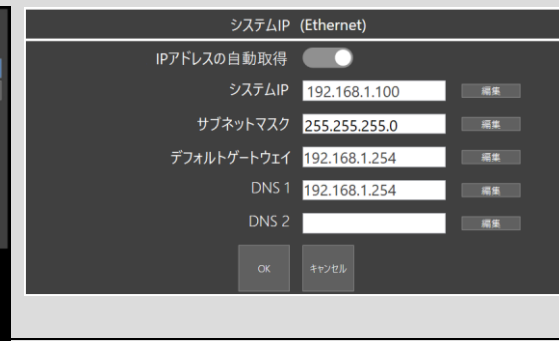 システムIP (Ethernet)
IPアドレスの自動取得
システムIP 192.168.1.100 編集
サブネットマスク 255.255.255.0 編集
デフォルトゲートウェイ 192.168.1.254 編集
DNS 1 192.168.1.254 編集
DNS 2 編集
OK キャンセル